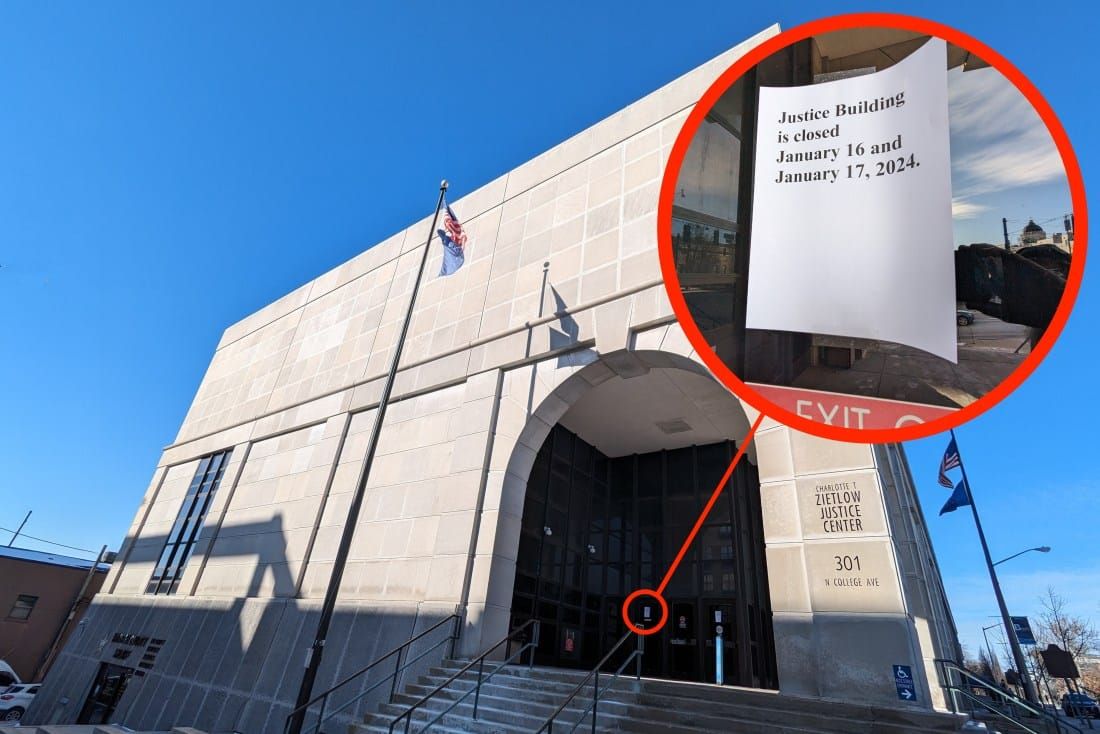 Justice Building
is closed
January 16 and
January 17, 2024.
EXIT
CHARLOTTE T
ZIETLOW
JUSTICE
CENTER
301
N COLLEGE AVE